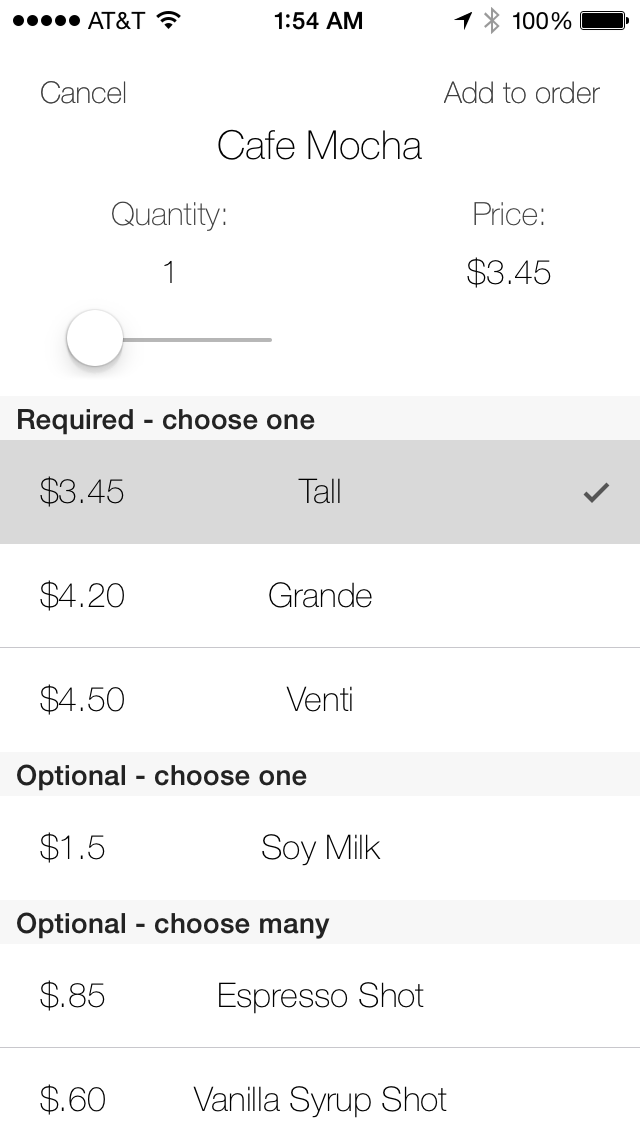 AT&T 1:54 AM 100%
Cancel Add to order
Cafe Mocha
Quantity: Price:
1 $3.45
Required - choose one
$3.45 Tall
$4.20 Grande
$4.50 Venti
Optional - choose one
$1.5 Soy Milk
Optional - choose many
$.85 Espresso Shot
$.60 Vanilla Syrup Shot